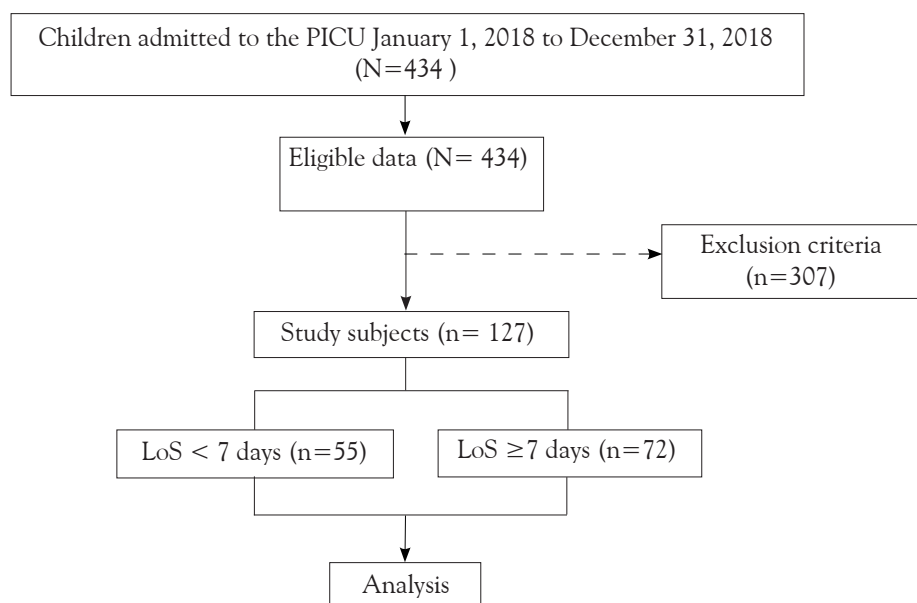 Children admitted to the PICU January 1, 2018 to December 31, 2018
(N=434 )
Eligible data (N= 434)
Exclusion criteria
(n=307)
Study subjects (n= 127)
LoS < 7 days (n=55)
LoS ≥7 days (n=72)
Analysis